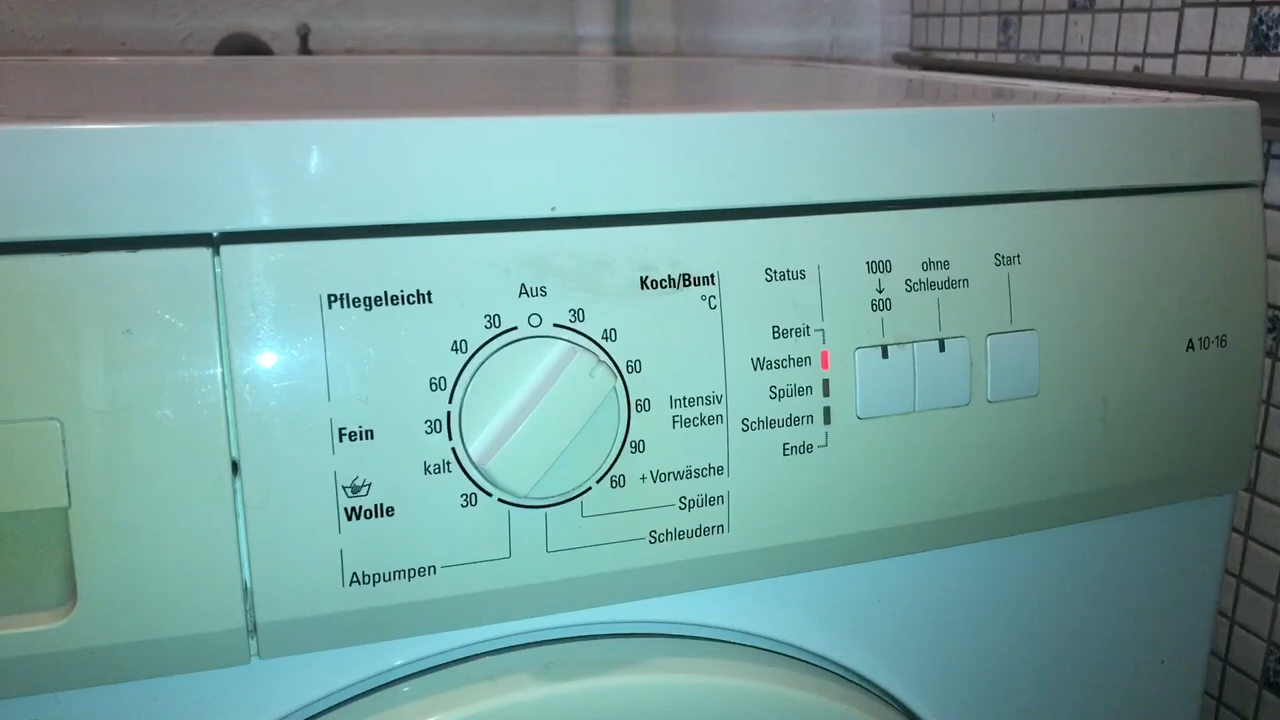 Pflegeleicht
Aus
Koch/Bunt
°C
30
40
60
30
kalt
30
30
40
60
60
90
60
Intensiv
Flecken
+Vorwäsche
Spülen
Schleudern
Fein
Wolle
Abpumpen
Status
Bereit
Waschen
Spülen
Schleudern
Ende
1000
↓
600
ohne
Schleudern
Start
A 10-16